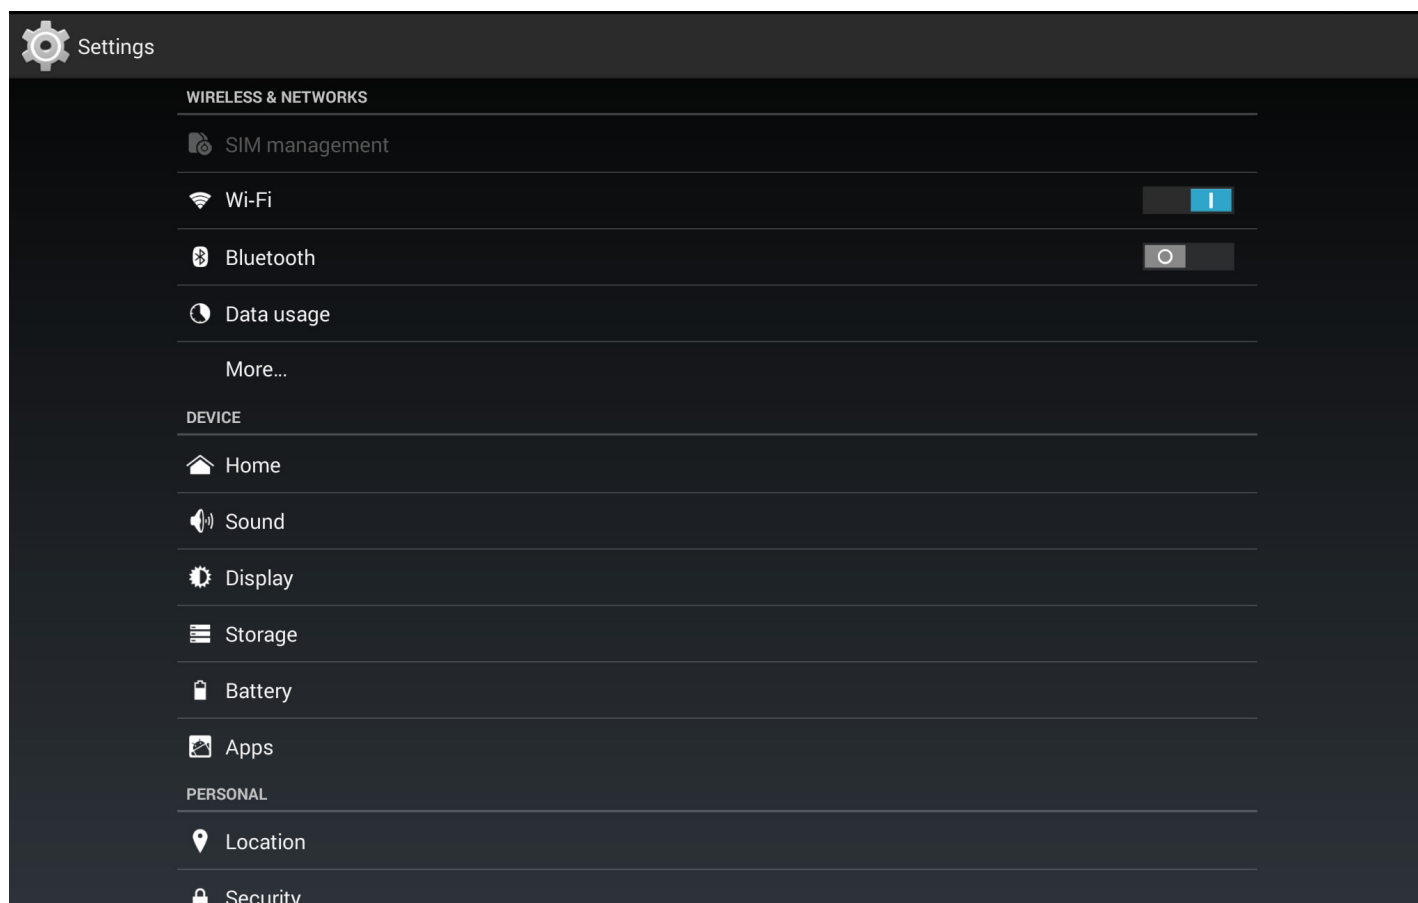 Settings
WIRELESS & NETWORKS
SIM management
Wi-Fi
Bluetooth
Data usage
More...
DEVICE
Home
Sound
Display
Storage
Battery
Apps
PERSONAL
Location
Security